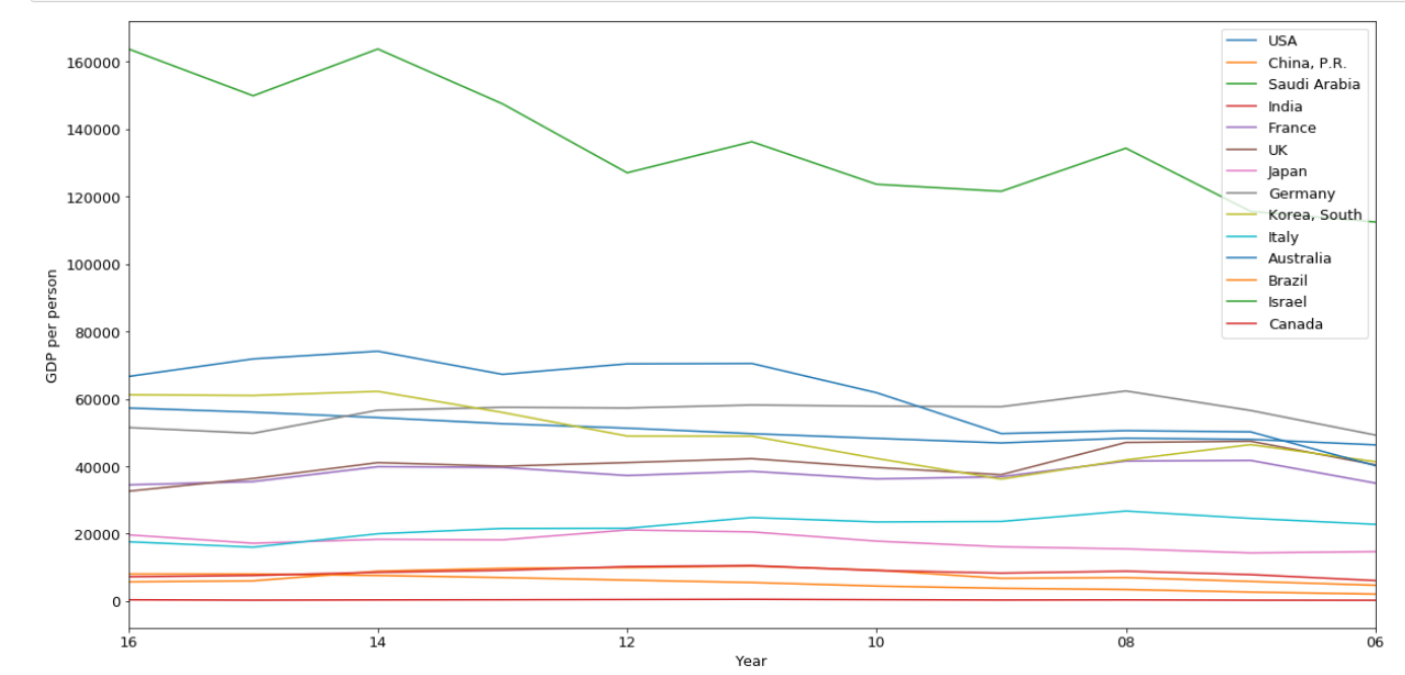 160000
140000
120000
100000
80000
60000
40000
20000
0
GDP per person
16
14
12
10
08
06
Year
USA
China, P.R.
Saudi Arabia
India
France
UK
Japan
Germany
Korea, South
Italy
Australia
Brazil
Israel
Canada